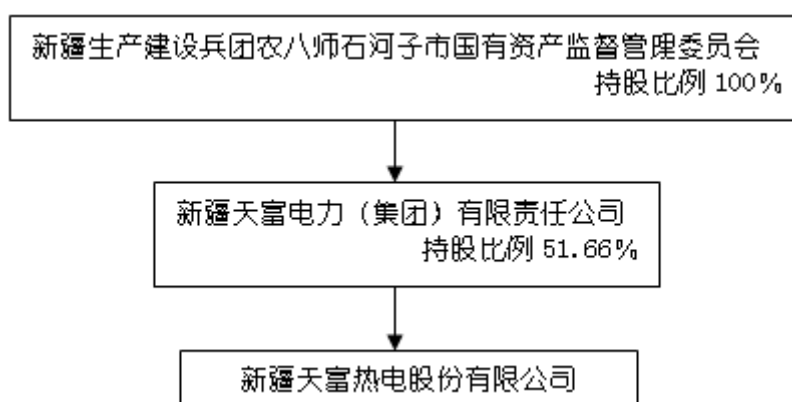 新疆生产建设兵团农八师石河子市国有资产监督管理委员会
持股比例 100%
新疆天富电力（集团）有限责任公司
持股比例 51.66%
新疆天富热电股份有限公司